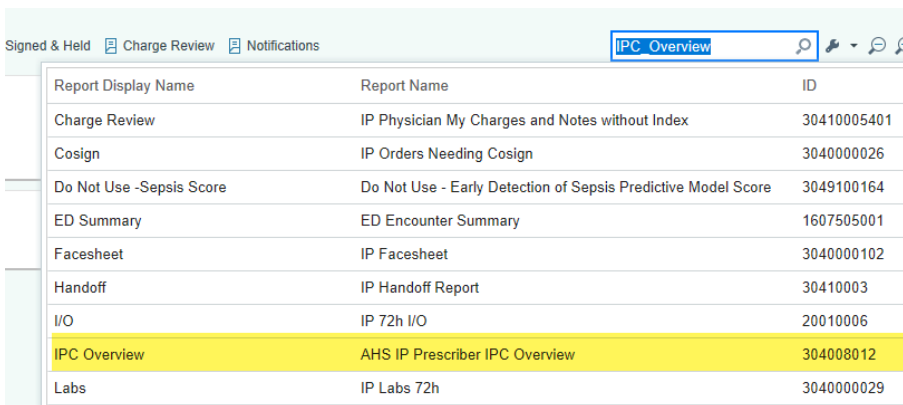 Signed & Held Charge Review Notifications IPC_Overview
Report Display Name Report Name ID
Charge Review IP Physician My Charges and Notes without Index 30410005401
Cosign IP Orders Needing Cosign 3040000026
Do Not Use -Sepsis Score Do Not Use - Early Detection of Sepsis Predictive Model Score 3049100164
ED Summary ED Encounter Summary 1607505001
Facesheet IP Facesheet 3040000102
Handoff IP Handoff Report 30410003
I/O IP 72h I/O 20010006
IPC Overview AHS IP Prescriber IPC Overview 304008012
Labs IP Labs 72h 3040000029